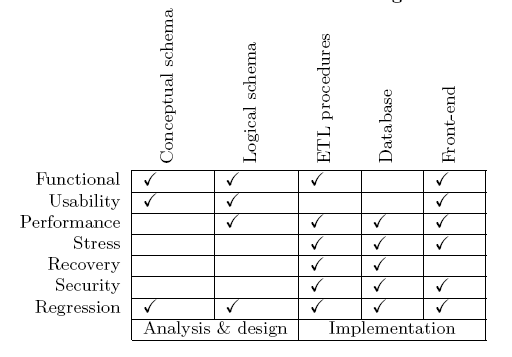 Conceptual schema
Logical schema
ETL procedures
Database
Front-end
Functional ✓ ✓ ✓ ✓
Usability ✓ ✓ ✓
Performance ✓ ✓ ✓ ✓
Stress ✓ ✓ ✓
Recovery ✓ ✓
Security ✓ ✓ ✓
Regression ✓ ✓ ✓ ✓ ✓
Analysis & design Implementation